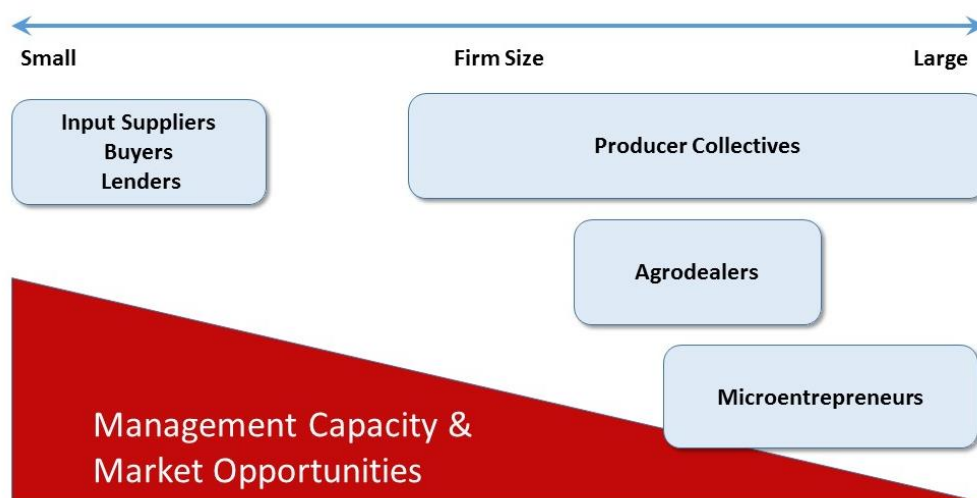 Small Firm Size Large
Input Suppliers
Buyers
Lenders
Producer Collectives
Agrodealers
Microentrepreneurs
Management Capacity &
Market Opportunities